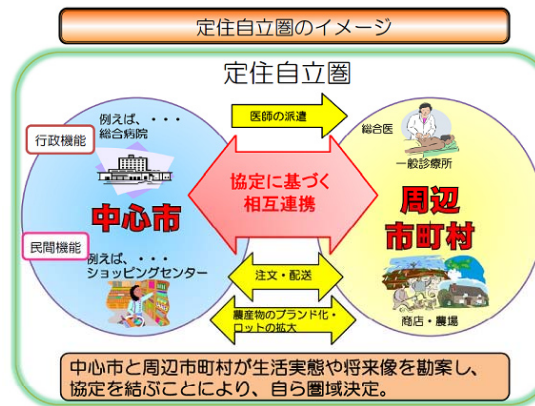 定住自立圏のイメージ
定住自立圏
例えば、・・・
総合病院
行政機能
中心市
民間機能
例えば、・・・
ショッピングセンター
医師の派遣
協定に基づく
相互連携
注文・配送
農産物のブランド化・
ロットの拡大
総合医
一般診療所
周辺
市町村
商店・農場
中心市と周辺市町村が生活実態や将来像を勘案し、
協定を結ぶことにより、自ら圏域決定。